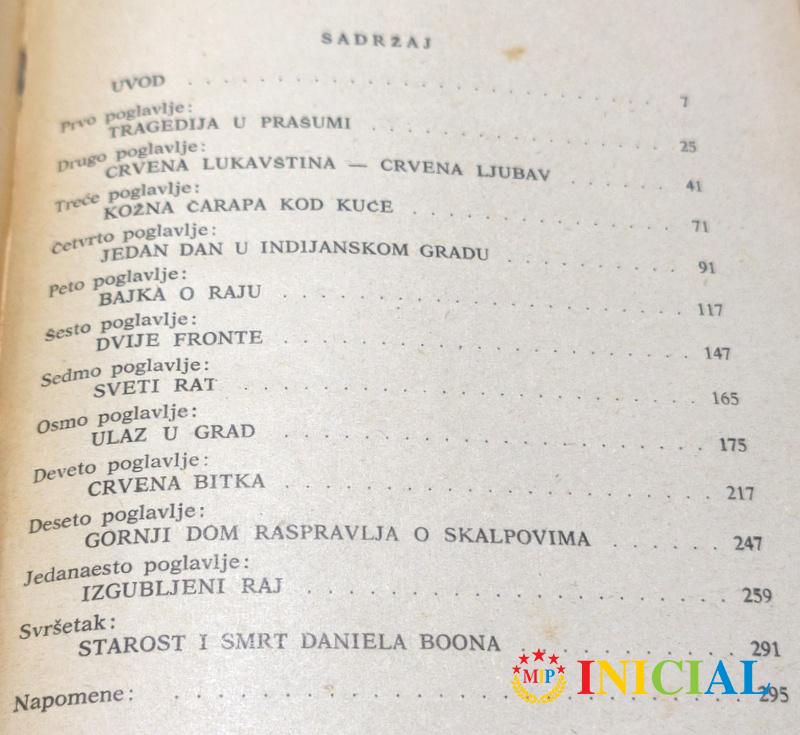 SADRŽAJ
UVOD . . . . . . . . . . 7
Prvo poglavlje:
TRAGEDIJA U PRAŠUMI . . . . . . . . . . 25
Drugo poglavlje:
CRVENA LUKAVŠTINA — CRVENA LJUBAV . . . . . 41
Treće poglavlje:
KOŽNA ČARAPA KOD KUĆE . . . . . . . . . . 71
Četvrto poglavlje:
JEDAN DAN U INDIJANSKOM GRADU . . . . . . . 91
Peto poglavlje:
BAJKA O RAJU . . . . . . . . . . 117
Šesto poglavlje:
DVIJE FRONTE . . . . . . . . . . 147
Sedmo poglavlje:
SVETI RAT . . . . . . . . . . 165
Osmo poglavlje:
ULAZ U GRAD . . . . . . . . . . 175
Deveto poglavlje:
CRVENA BITKA . . . . . . . . . . 217
Deseto poglavlje:
GORNJI DOM RASPRAVLJA O SKALPOVIMA . . . . . . 247
Jedanaesto poglavlje:
IZGUBLJENI RAJ . . . . . . . . . . 259
Svršetak:
STAROST I SMRT DANIELA BOONA . . . . . . . 291
Napomene: . . . . . . . . . . 295
MIP INICIAL